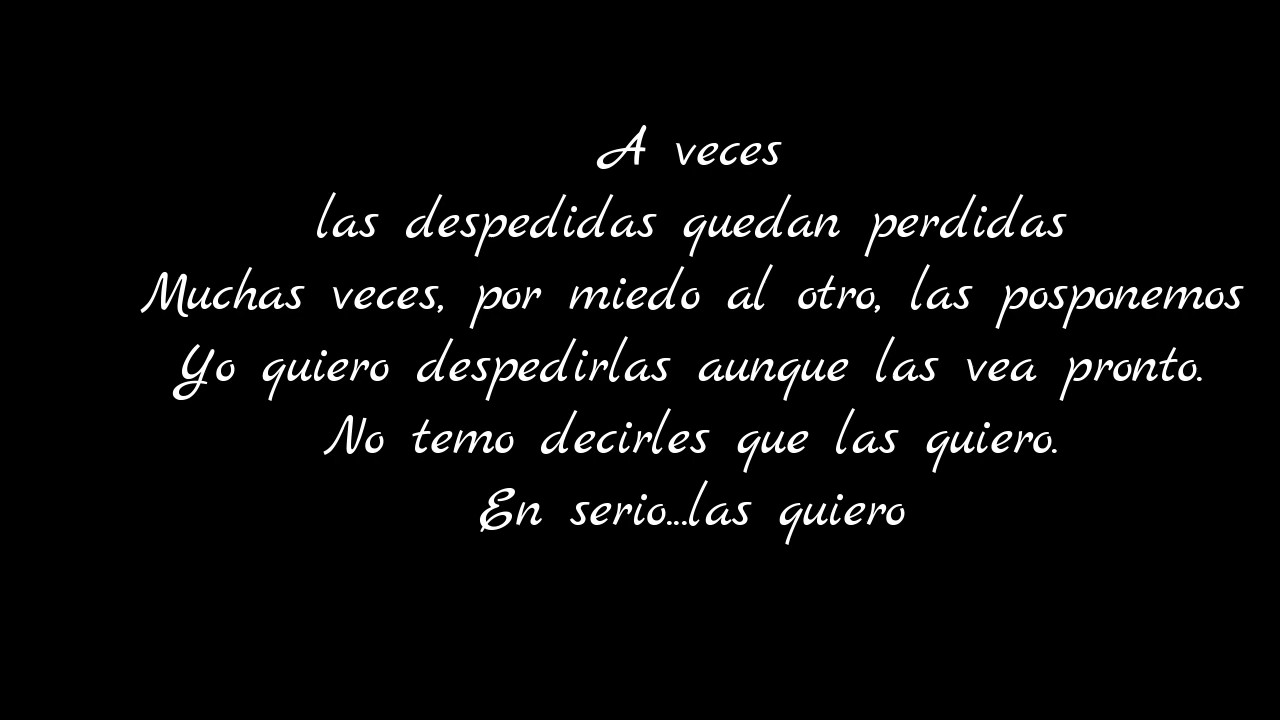 A veces
las despedidas quedan perdidas
Muchas veces, por miedo al otro, las posponemos
Yo quiero despedirlas aunque las vea pronto.
No temo decirles que las quiero.
En serio...las quiero